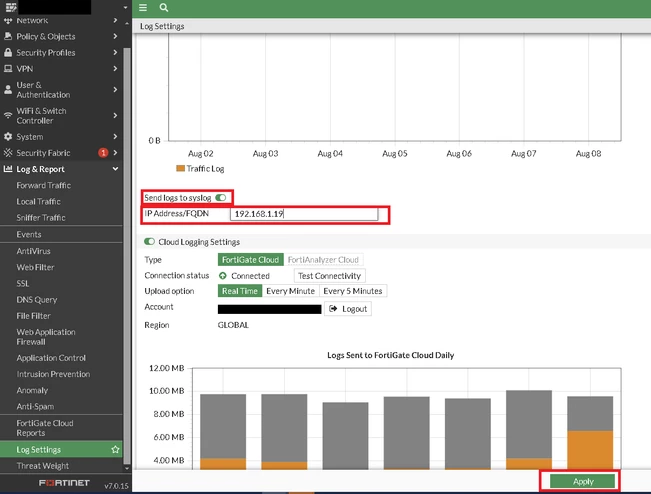 Network
Policy & Objects
Security Profiles
VPN
User &
Authentication
WiFi & Switch
Controller
System
Security Fabric 1
Log & Report
Forward Traffic
Local Traffic
Sniffer Traffic
Events
AntiVirus
Web Filter
SSL
DNS Query
File Filter
Web Application
Firewall
Application Control
Intrusion Prevention
Anomaly
Anti-Spam
FortiGate Cloud
Reports
Log Settings
Threat Weight
FORTINET v7.0.15
Log Settings
0 B
Aug 02 Aug 03 Aug 04 Aug 05 Aug 06 Aug 07 Aug 08
Traffic Log
Send logs to syslog
IP Address/FQDN 192.168.1.19
Cloud Logging Settings
Type FortiGate Cloud FortiAnalyzer Cloud
Connection status Connected Test Connectivity
Upload option Real Time Every Minute Every 5 Minutes
Account Logout
Region GLOBAL
Logs Sent to FortiGate Cloud Daily
12.00 MB
10.00 MB
8.00 MB
6.00 MB
4.00 MB
Apply